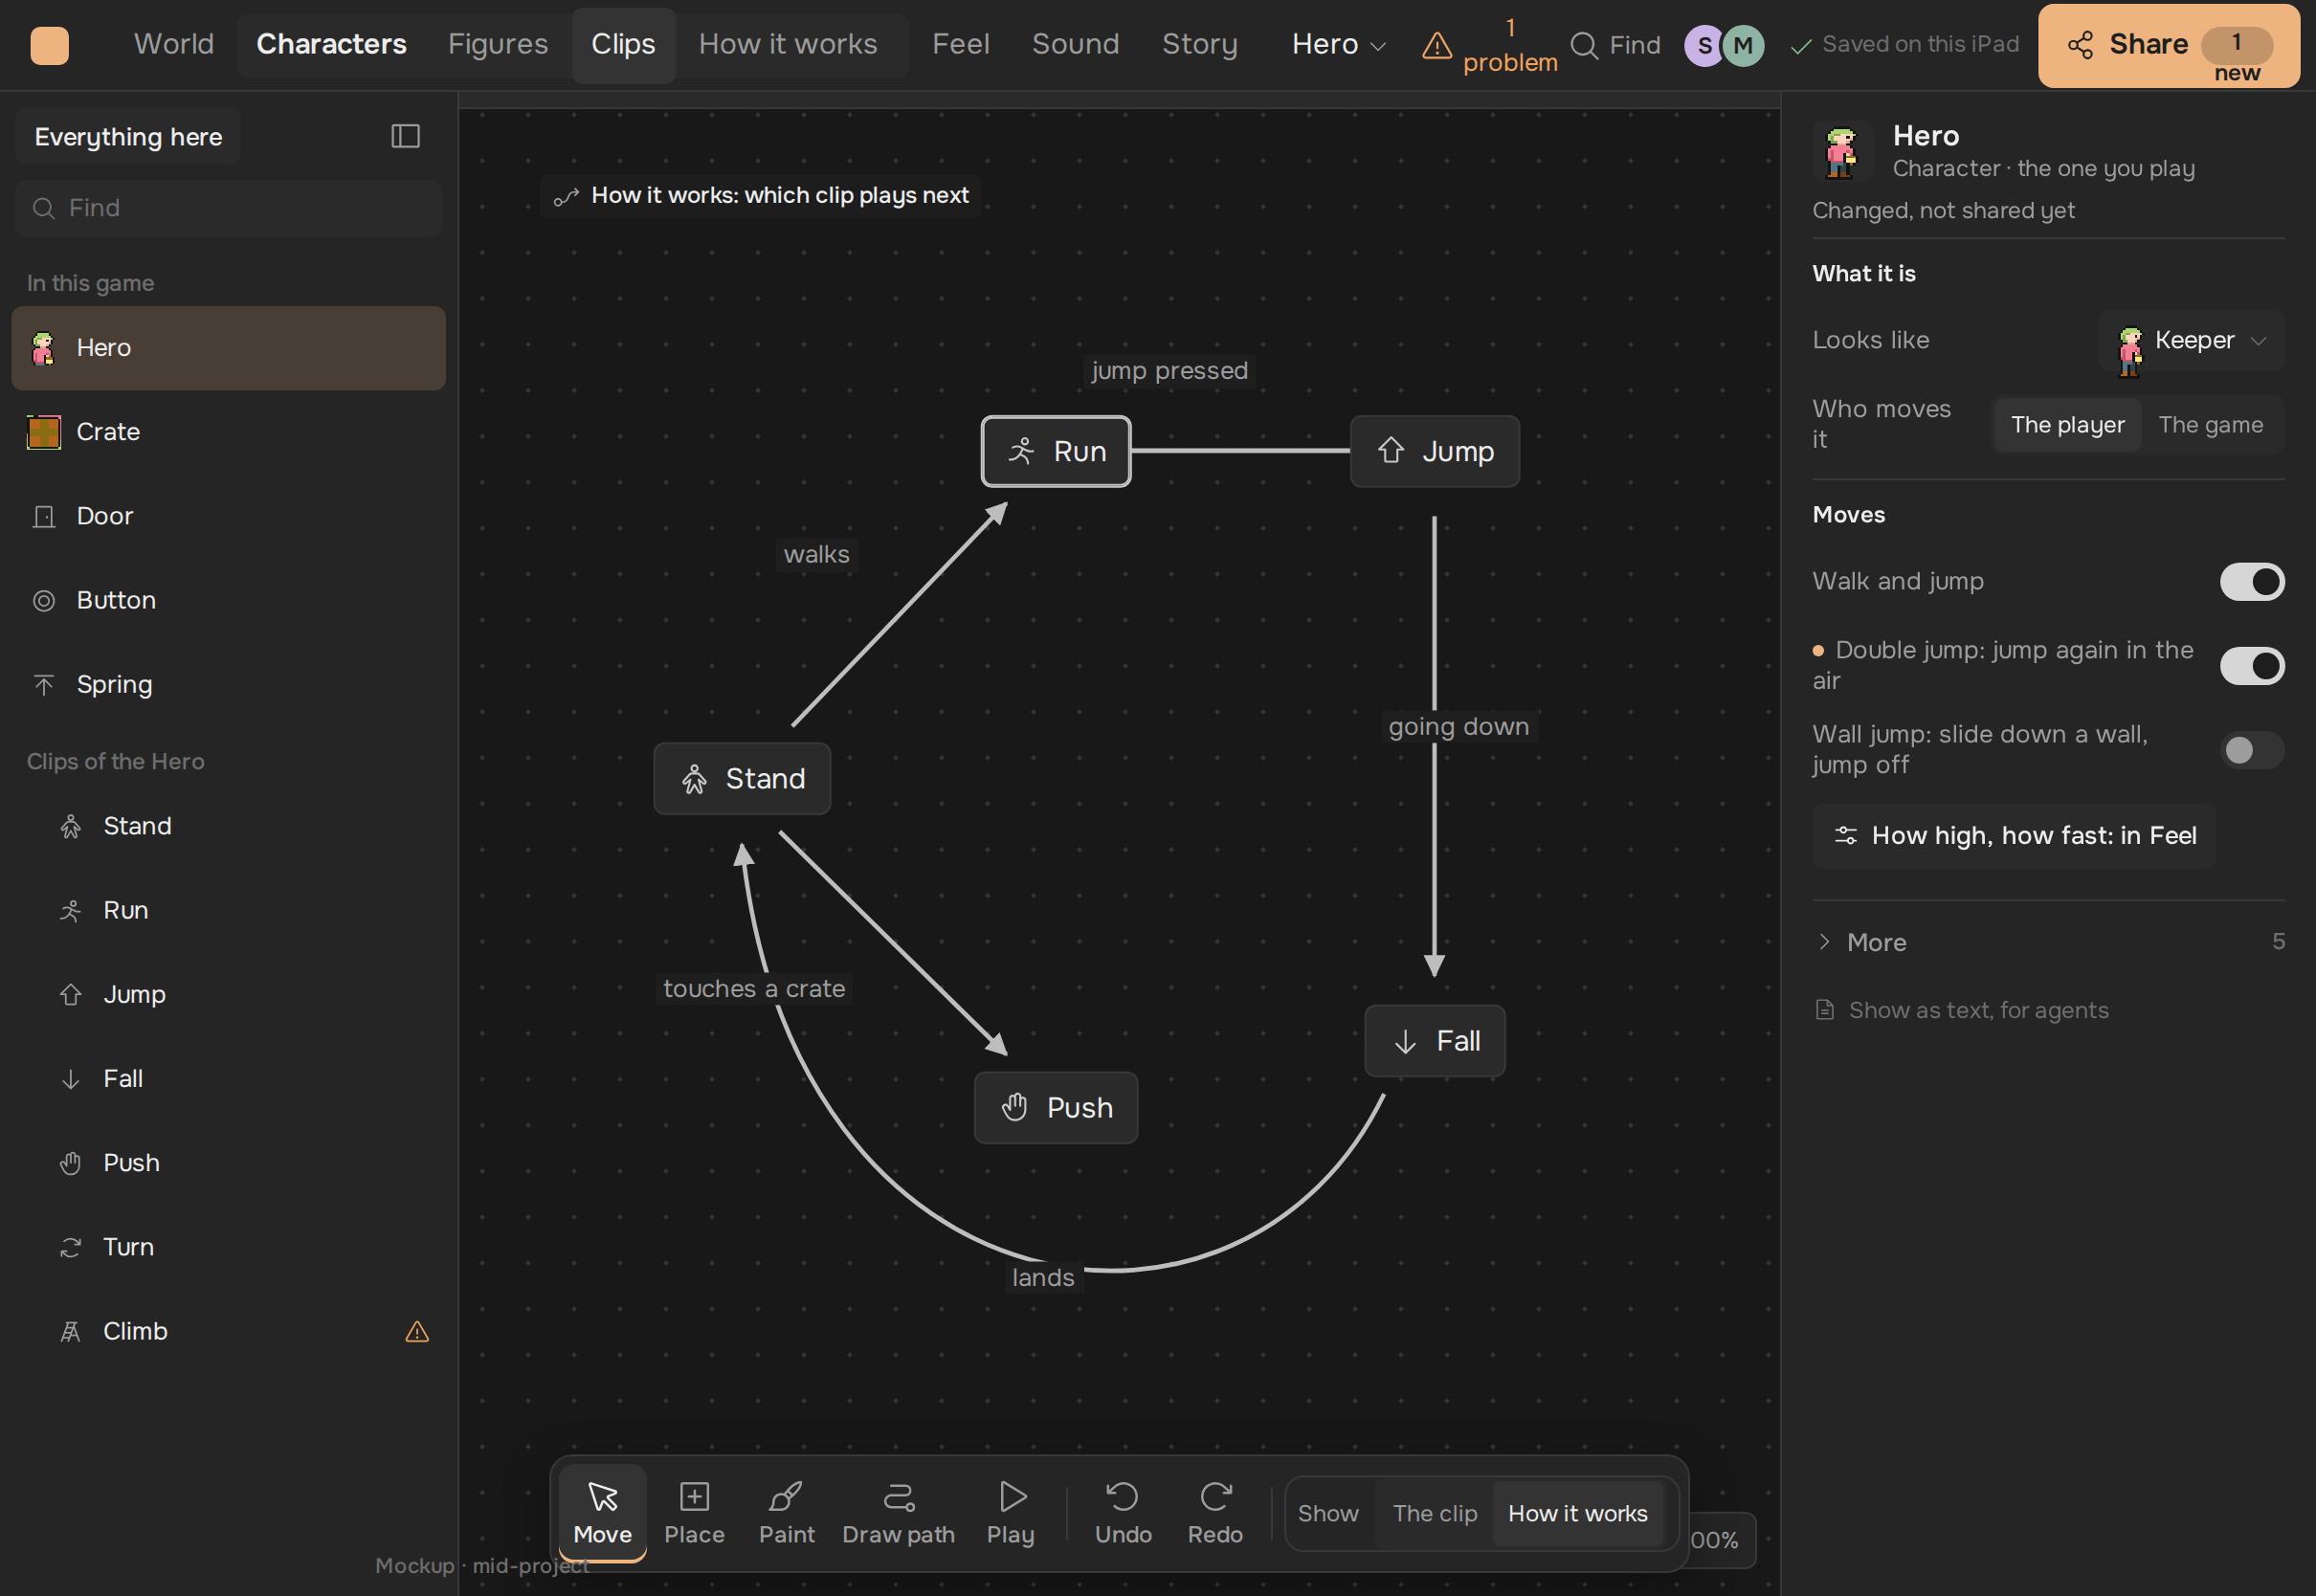 World
Characters
Figures
Clips
How it works
Feel
Sound
Story
Hero
1
problem
Find
S
M
Saved on this iPad
Share
1
new
Everything here
Find
In this game
Hero
Crate
Door
Button
Spring
Clips of the Hero
Stand
Run
Jump
Fall
Push
Turn
Climb
How it works: which clip plays next
jump pressed
Run
Jump
walks
going down
Stand
touches a crate
Fall
Push
lands
Move
Place
Paint
Draw path
Play
Undo
Redo
Show
The clip
How it works
00%
Mockup · mid-project
Hero
Character · the one you play
Changed, not shared yet
What it is
Looks like
Keeper
Who moves
it
The player
The game
Moves
Walk and jump
Double jump: jump again in the
air
Wall jump: slide down a wall,
jump off
How high, how fast: in Feel
More
5
Show as text, for agents